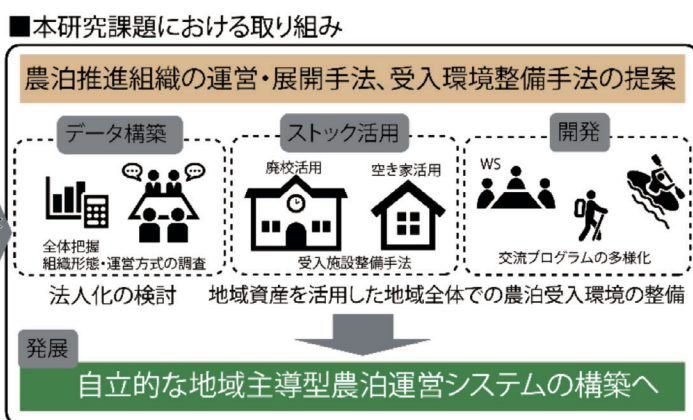 ■本研究課題における取り組み
農泊推進組織の運営・展開手法、受入環境整備手法の提案
データ構築
ストック活用
開発
廃校活用
空き家活用
WS
全体把握
組織形態・運営方式の調査
受入施設整備手法
交流プログラムの多様化
法人化の検討
地域資産を活用した地域全体での農泊受入環境の整備
発展
自立的な地域主導型農泊運営システムの構築へ